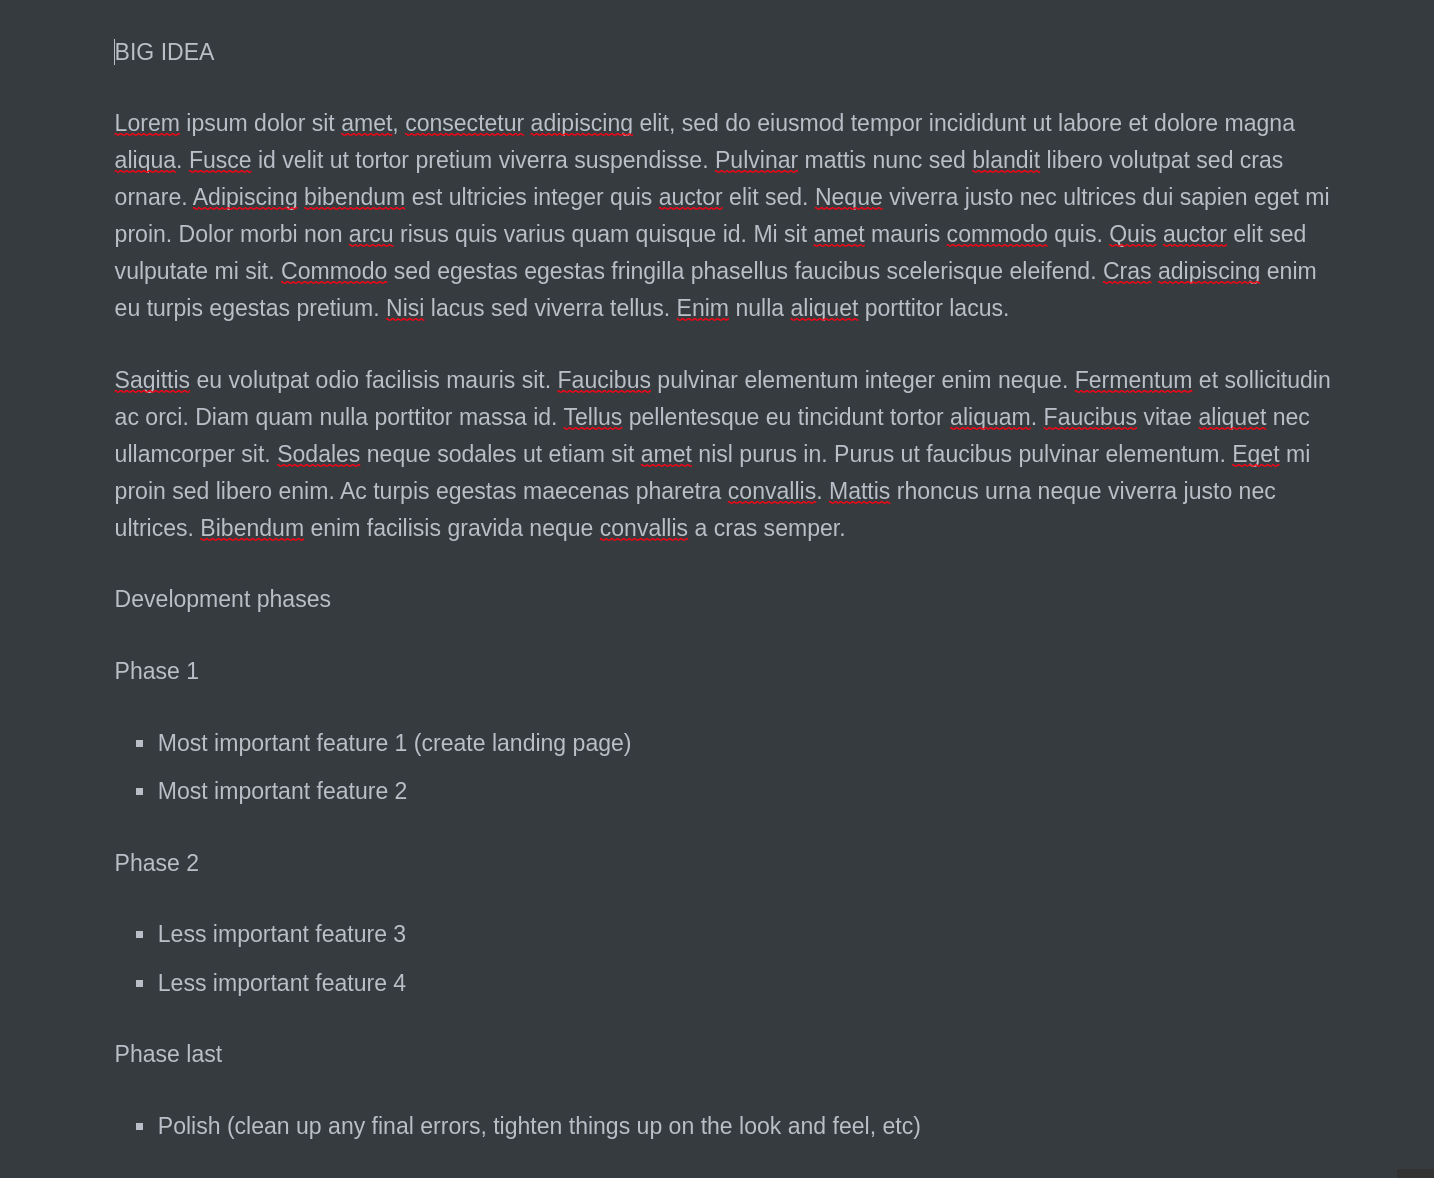 BIG IDEA
Lorem ipsum dolor sit amet, consectetur adipiscing elit, sed do eiusmod tempor incididunt ut labore et dolore magna
aliqua. Fusce id velit ut tortor pretium viverra suspendisse. Pulvinar mattis nunc sed blandit libero volutpat sed cras
ornare. Adipiscing bibendum est ultricies integer quis auctor elit sed. Neque viverra justo nec ultrices dui sapien eget mi
proin. Dolor morbi non arcu risus quis varius quam quisque id. Mi sit amet mauris commodo quis. Quis auctor elit sed
vulputate mi sit. Commodo sed egestas egestas fringilla phasellus faucibus scelerisque eleifend. Cras adipiscing enim
eu turpis egestas pretium. Nisi lacus sed viverra tellus. Enim nulla aliquet porttitor lacus.
Sagittis eu volutpat odio facilisis mauris sit. Faucibus pulvinar elementum integer enim neque. Fermentum et sollicitudin
ac orci. Diam quam nulla porttitor massa id. Tellus pellentesque eu tincidunt tortor aliquam. Faucibus vitae aliquet nec
ullamcorper sit. Sodales neque sodales ut etiam sit amet nisl purus in. Purus ut faucibus pulvinar elementum. Eget mi
proin sed libero enim. Ac turpis egestas maecenas pharetra convallis. Mattis rhoncus urna neque viverra justo nec
ultrices. Bibendum enim facilisis gravida neque convallis a cras semper.
Development phases
Phase 1
▪ Most important feature 1 (create landing page)
▪ Most important feature 2
Phase 2
▪ Less important feature 3
▪ Less important feature 4
Phase last
▪ Polish (clean up any final errors, tighten things up on the look and feel, etc)